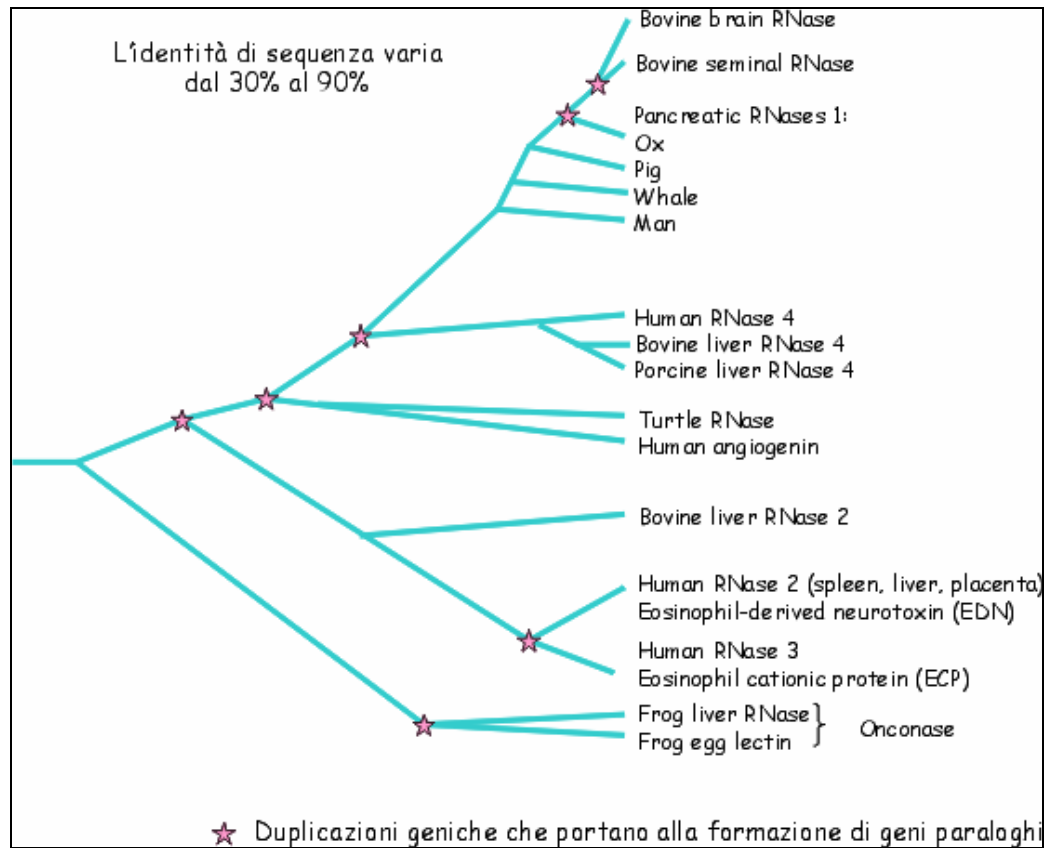 Bovine brain RNase
L'identità di sequenza varia
dal 30% al 90%
Bovine seminal RNase
Pancreatic RNases 1:
Ox
Pig
Whale
Man
Human RNase 4
Bovine liver RNase 4
Porcine liver RNase 4
Turtle RNase
Human angiogenin
Bovine liver RNase 2
Human RNase 2 (spleen, liver, placenta)
Eosinophil-derived neurotoxin (EDN)
Human RNase 3
Eosinophil cationic protein (ECP)
Frog liver RNase
Frog egg lectin
Onconase
Duplicazioni geniche che portano alla formazione di geni paraloghi